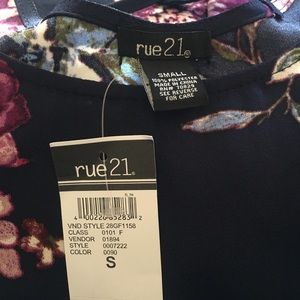 rue21®
SMALL
100% POLYESTER
MADE IN CHINA
RN# 70829
SEE REVERSE
FOR CARE
rue21®
VND STYLE 28GF1158
CLASS 0101 F
VENDOR 01894
STYLE 0007222
COLOR 0090
S